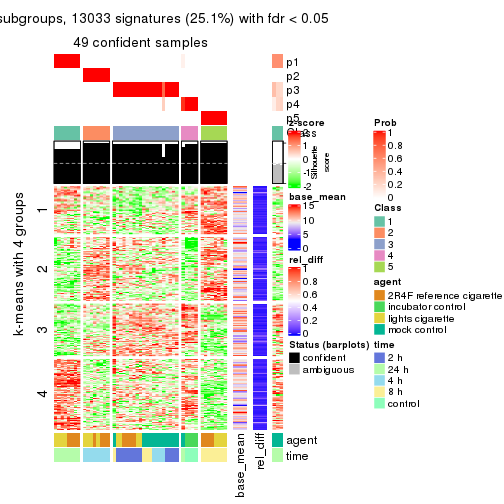 subgroups, 13033 signatures (25.1%) with fdr < 0.05
49 confident samples
p1
p2
p3
p4
p5
Class
Silhouette
score
1
2
3
4
k-means with 4 groups
base_mean
rel_diff
agent
time
z-score
2
0
-2
base_mean
15
10
5
0
rel_diff
1
0.8
0.6
0.4
0.2
0
Status (barplots)
confident
ambiguous
Prob
1
0.8
0.6
0.4
0.2
0
Class
1
2
3
4
5
agent
2R4F reference cigarette
incubator control
lights cigarette
mock control
time
2 h
24 h
4 h
8 h
control